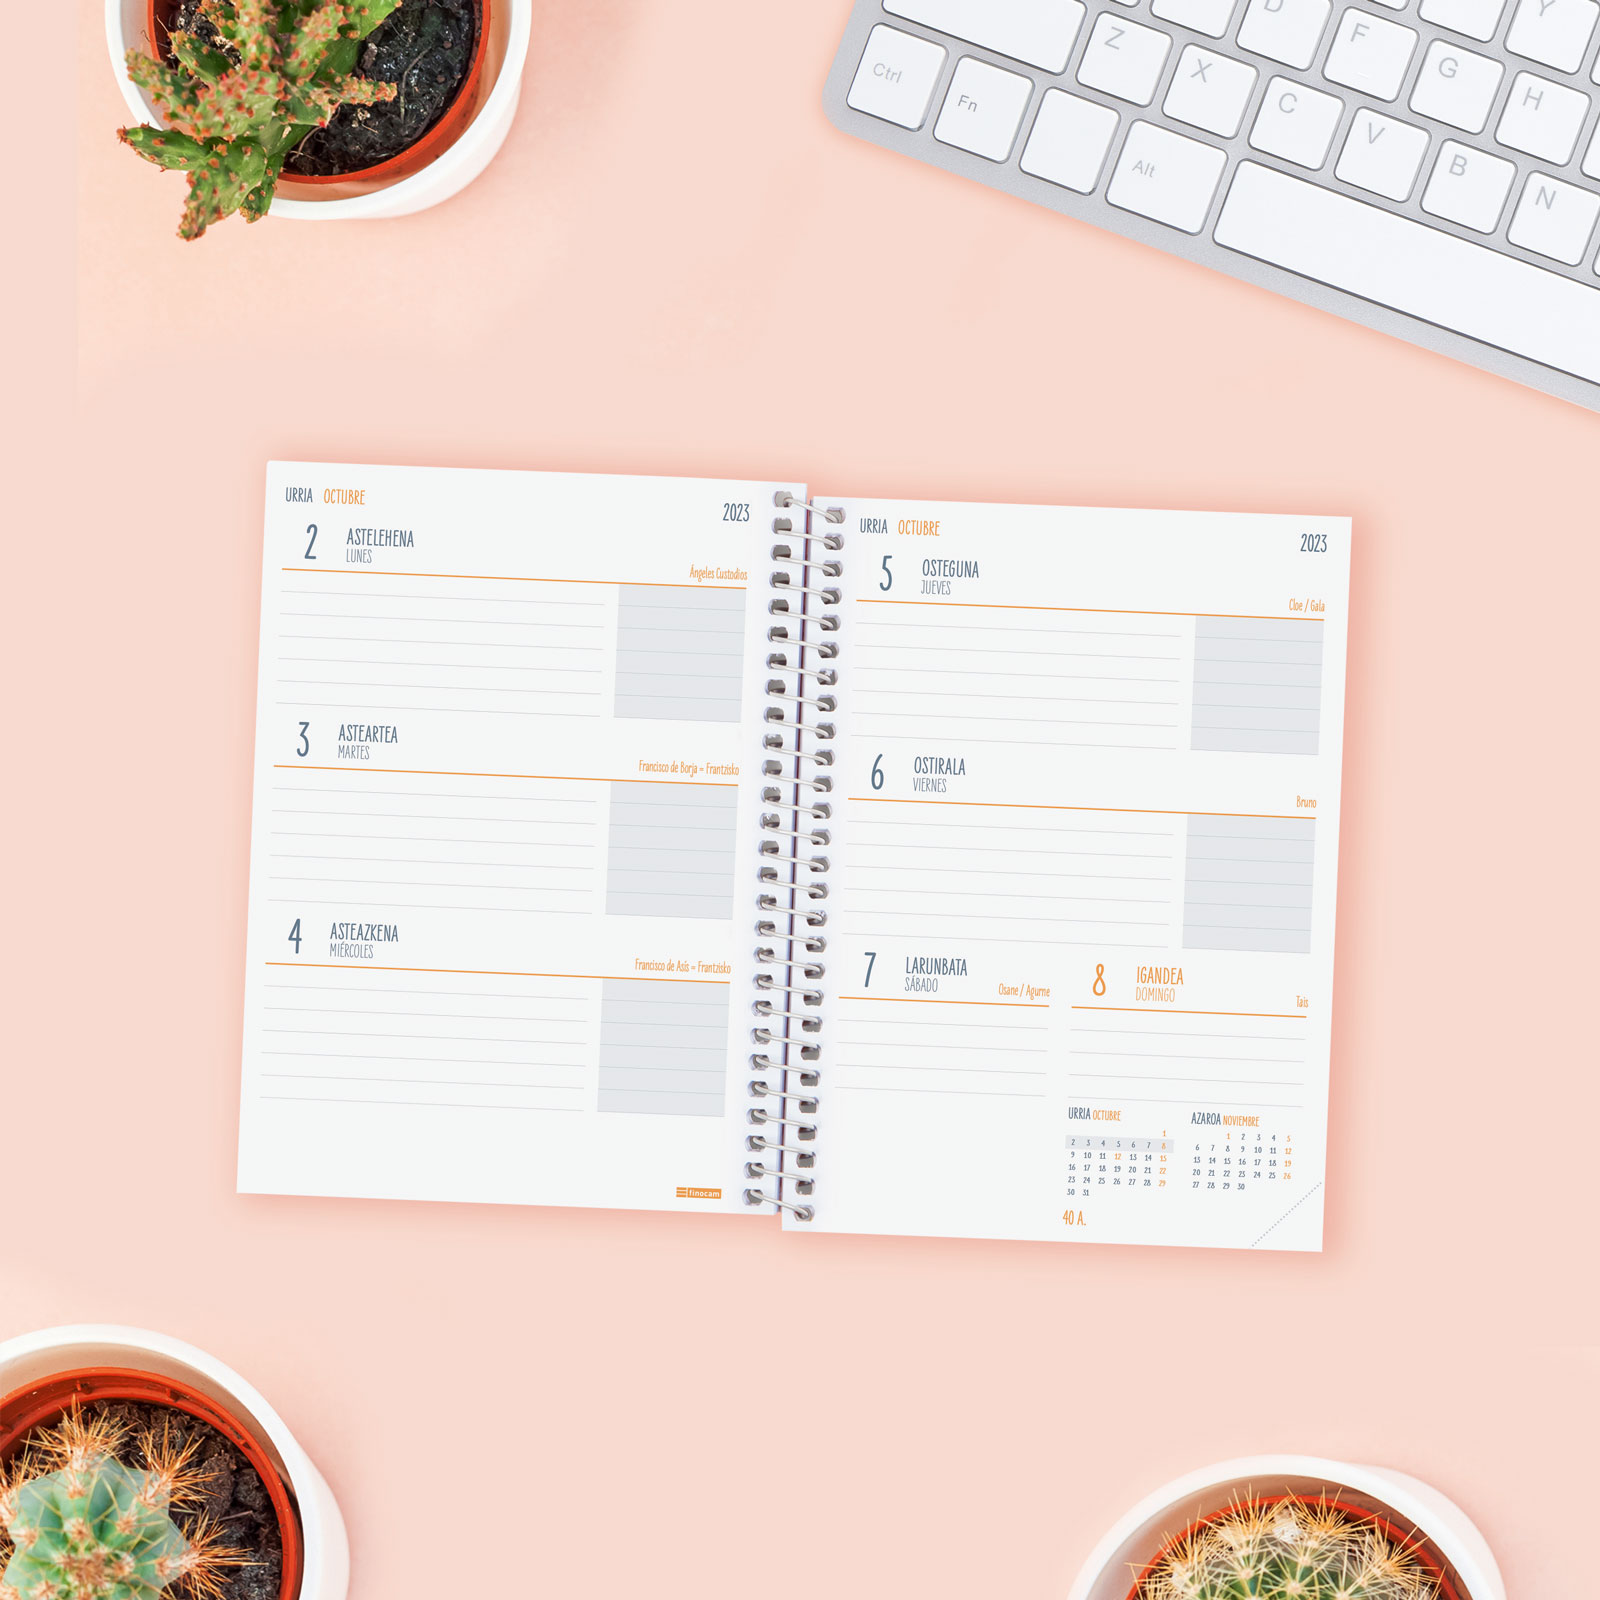 D F Y
Z X G H
Ctrl Fn C V B N
Alt
URRIA OCTUBRE
2023
2 ASTELEHENA
LUNES
Ángeles Custodios
3 ASTEARTEA
MARTES
Francisco de Borja = Frantzisko
4 ASTEAZKENA
MIÉRCOLES
Francisco de Asís = Frantzisko
finocam
URRIA OCTUBRE
2023
5 OSTEGUNA
JUEVES
Cloe / Gala
6 OSTIRALA
VIERNES
Bruno
7 LARUNBATA
SÁBADO
Osane / Agurne
8 IGANDEA
DOMINGO
Tais
URRIA OCTUBRE
1
2 3 4 5 6 7 8
9 10 11 12 13 14 15
16 17 18 19 20 21 22
23 24 25 26 27 28 29
30 31
AZAROA NOVIEMBRE
1 2 3 4 5
6 7 8 9 10 11 12
13 14 15 16 17 18 19
20 21 22 23 24 25 26
27 28 29 30
40 A.